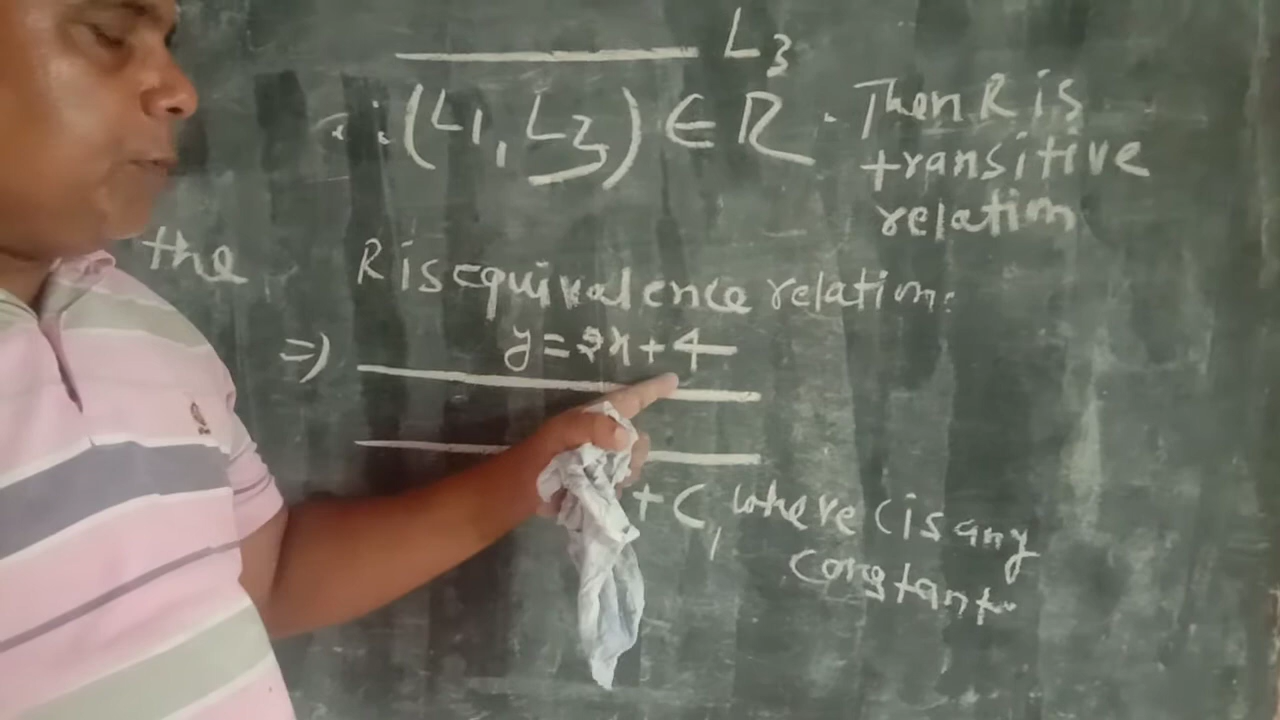 L3
∴ (L1, L3) ∈ R. Then R is
transitive
relation
the R is equivalence relation.
⇒) y = 2x + 4
+ C, where C is any
constant